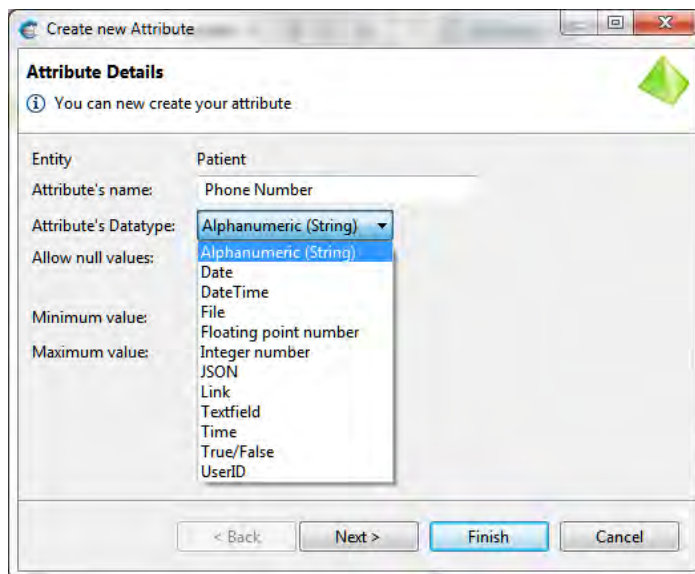 Create new Attribute
Attribute Details
You can new create your attribute
Entity Patient
Attribute's name: Phone Number
Attribute's Datatype: Alphanumeric (String)
Allow null values: Alphanumeric (String)
Date
DateTime
File
Minimum value:
Floating point number
Maximum value: Integer number
JSON
Link
Textfield
Time
True/False
UserID
< Back Next > Finish Cancel